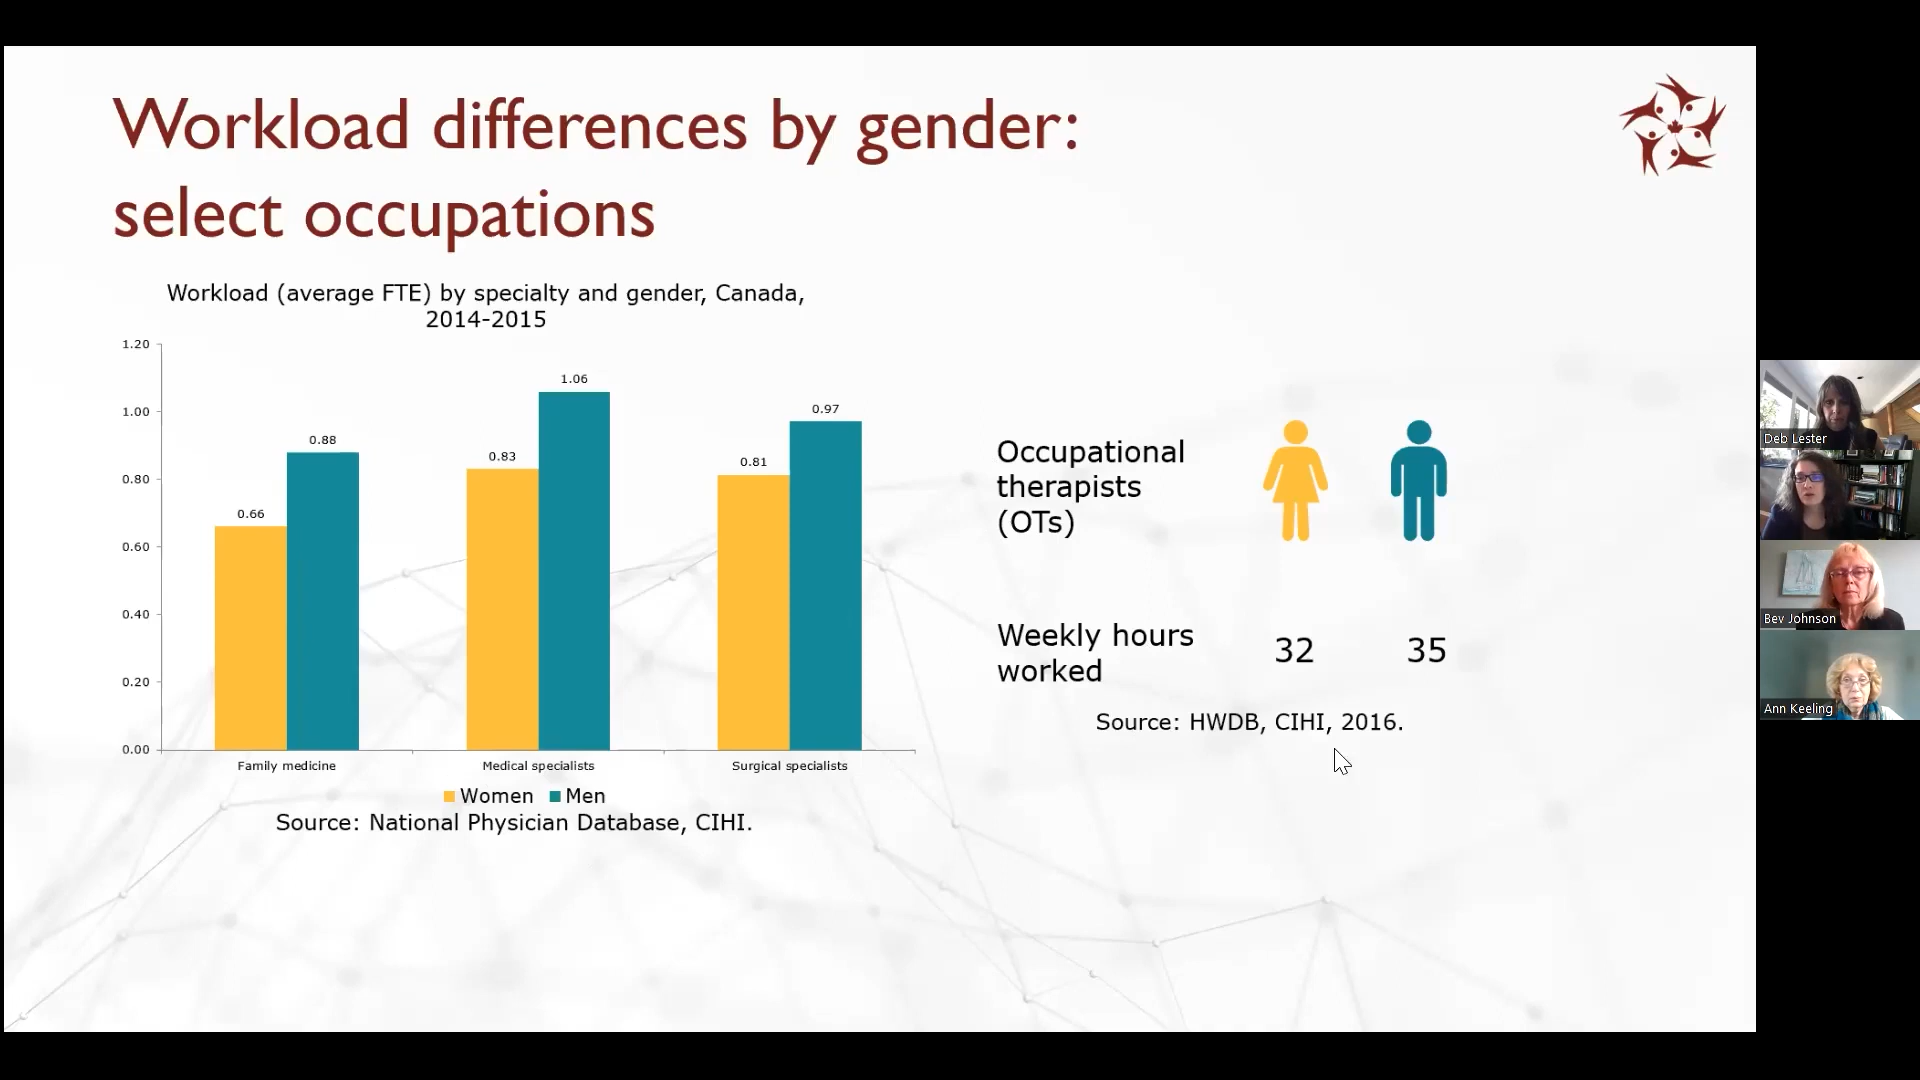 Workload differences by gender:
select occupations
Workload (average FTE) by specialty and gender, Canada,
2014-2015
1.20
1.00
0.80
0.60
0.40
0.20
0.00
0.66
0.88
0.83
1.06
0.81
0.97
Family medicine
Medical specialists
Surgical specialists
Women
Men
Source: National Physician Database, CIHI.
Occupational
therapists
(OTs)
Weekly hours
worked
32
35
Source: HWDB, CIHI, 2016.
Deb Lester
Bev Johnson
Ann Keeling